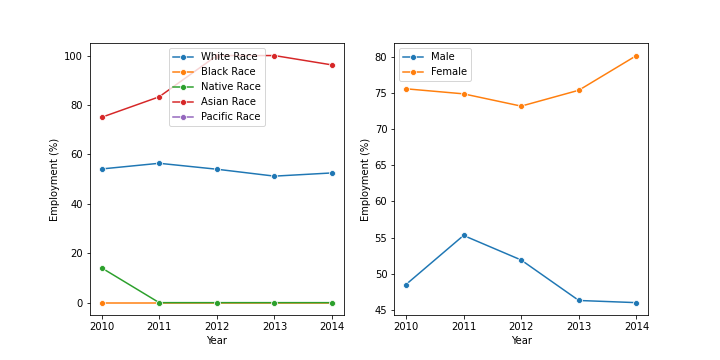 White Race
Black Race
Native Race
Asian Race
Pacific Race
100
80
60
40
20
0
Employment (%)
2010 2011 2012 2013 2014
Year
Male
Female
80
75
70
65
60
55
50
45
Employment (%)
2010 2011 2012 2013 2014
Year